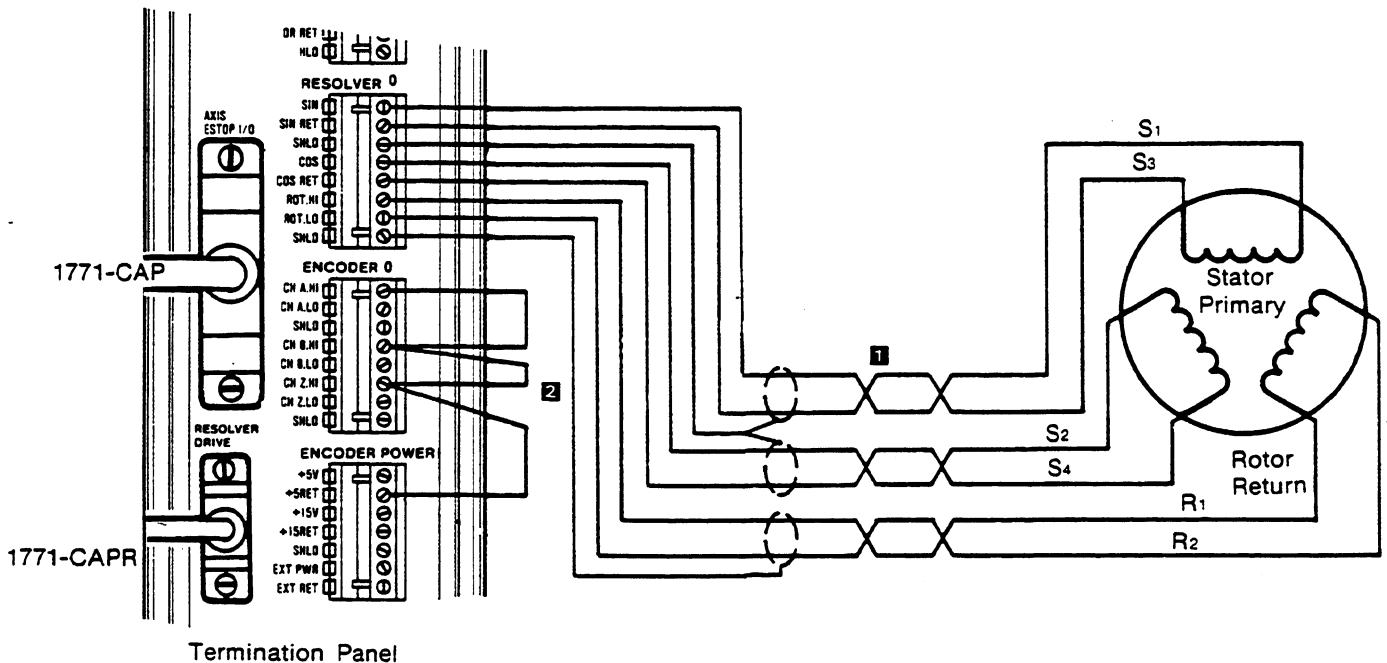 OR RET
HLD
RESOLVER 0
SIN
SIN RET
SHLD
COS
COS RET
ROT.HI
ROT.LO
SHLD
AXIS
ESTOP I/O
1771-CAP
ENCODER 0
CH A.HI
CH A.LO
SHLD
CH B.HI
CH B.LO
CH Z.HI
CH Z.LO
SHLD
RESOLVER
DRIVE
1771-CAPR
ENCODER POWER
+5V
+5RET
+15V
+15RET
SHLD
EXT PWR
EXT RET
Termination Panel
1
2
S1
S3
S2
S4
R1
R2
Stator
Primary
Rotor
Return